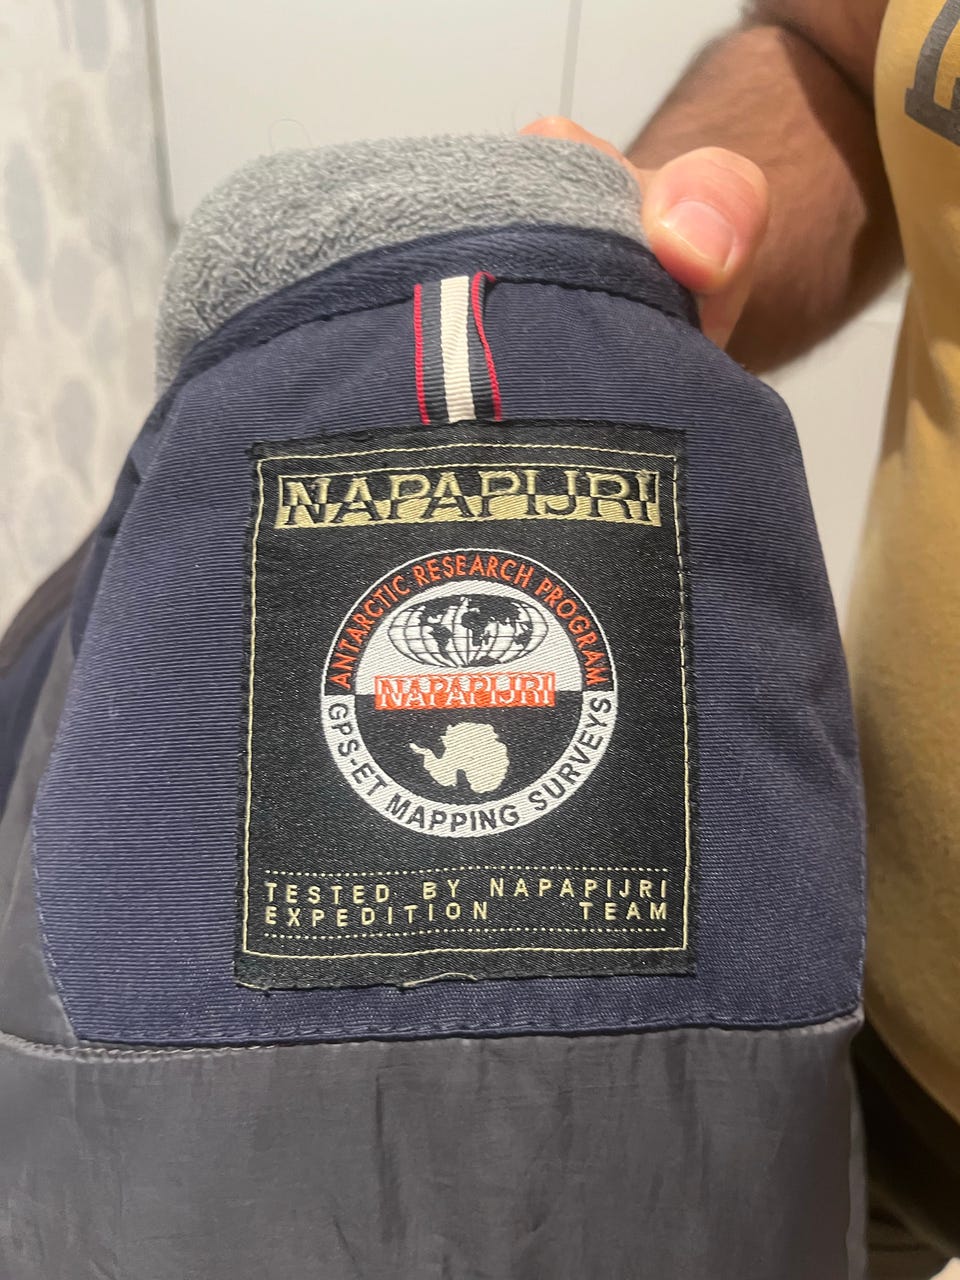 NAPAPIJRI
ANTARCTIC RESEARCH PROGRAM
NAPAPIJRI
GPS-ET MAPPING SURVEYS
TESTED BY NAPAPIJRI
EXPEDITION TEAM